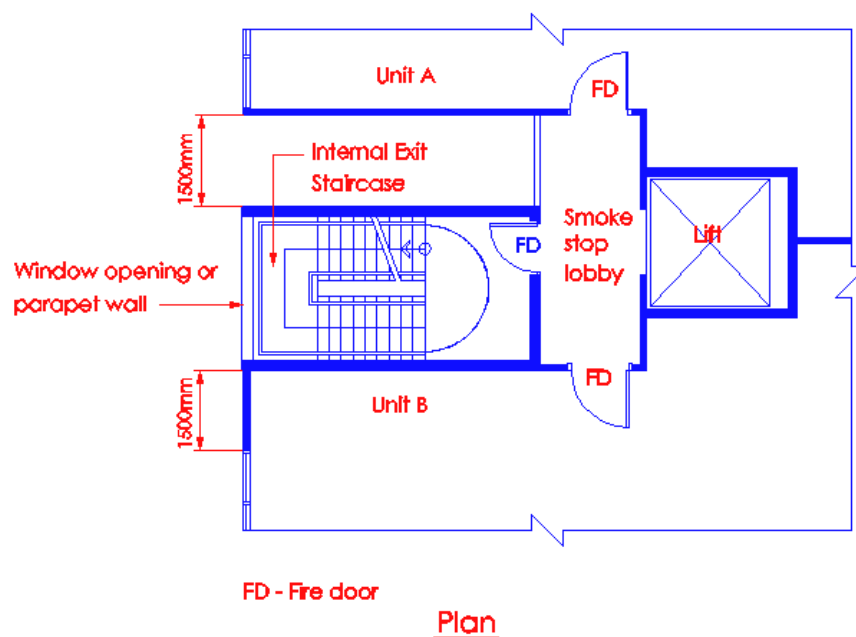 Unit A
FD
1500mm
Internal Exit
Staircase
Smoke
stop
lobby
FD
Lift
Window opening or
parapet wall
FD
1500mm
Unit B
FD - Fire door
Plan